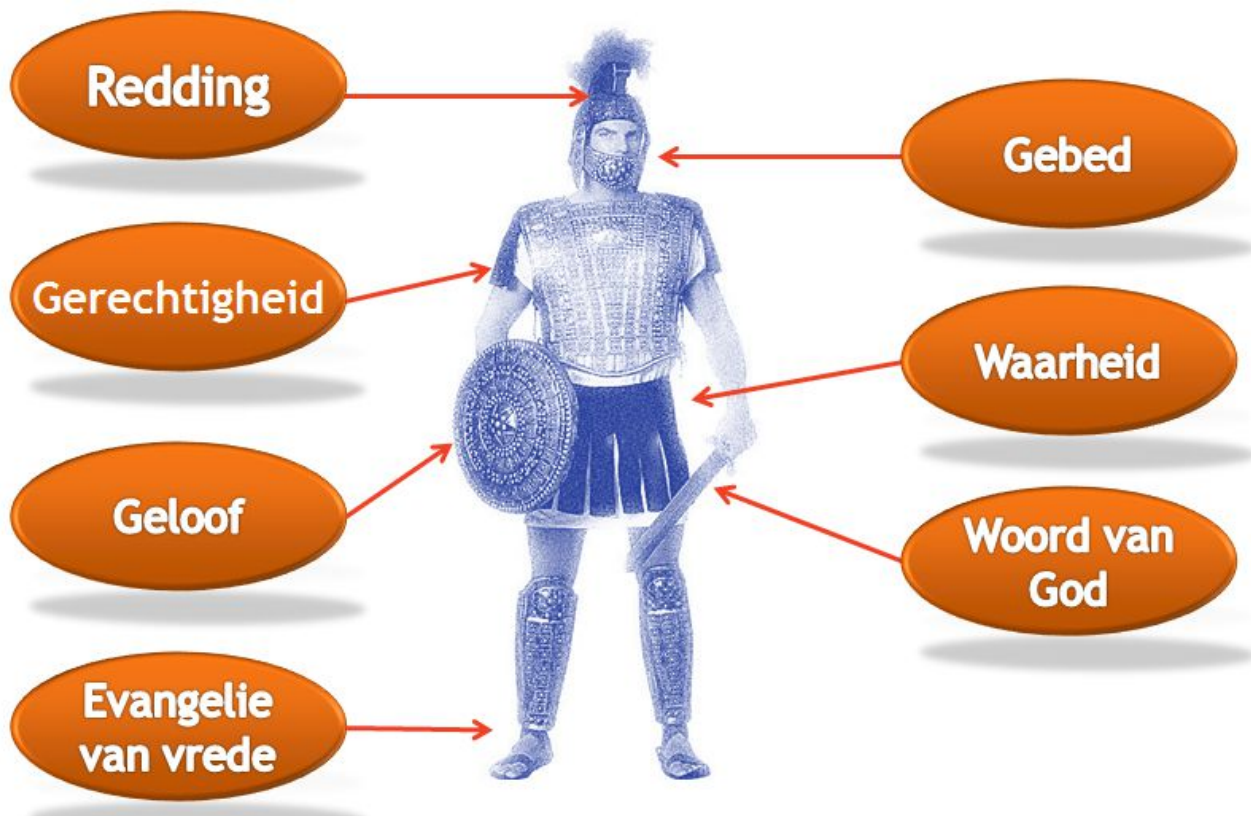 Redding
Gerechtigheid
Geloof
Evangelie
van vrede
Gebed
Waarheid
Woord van
God